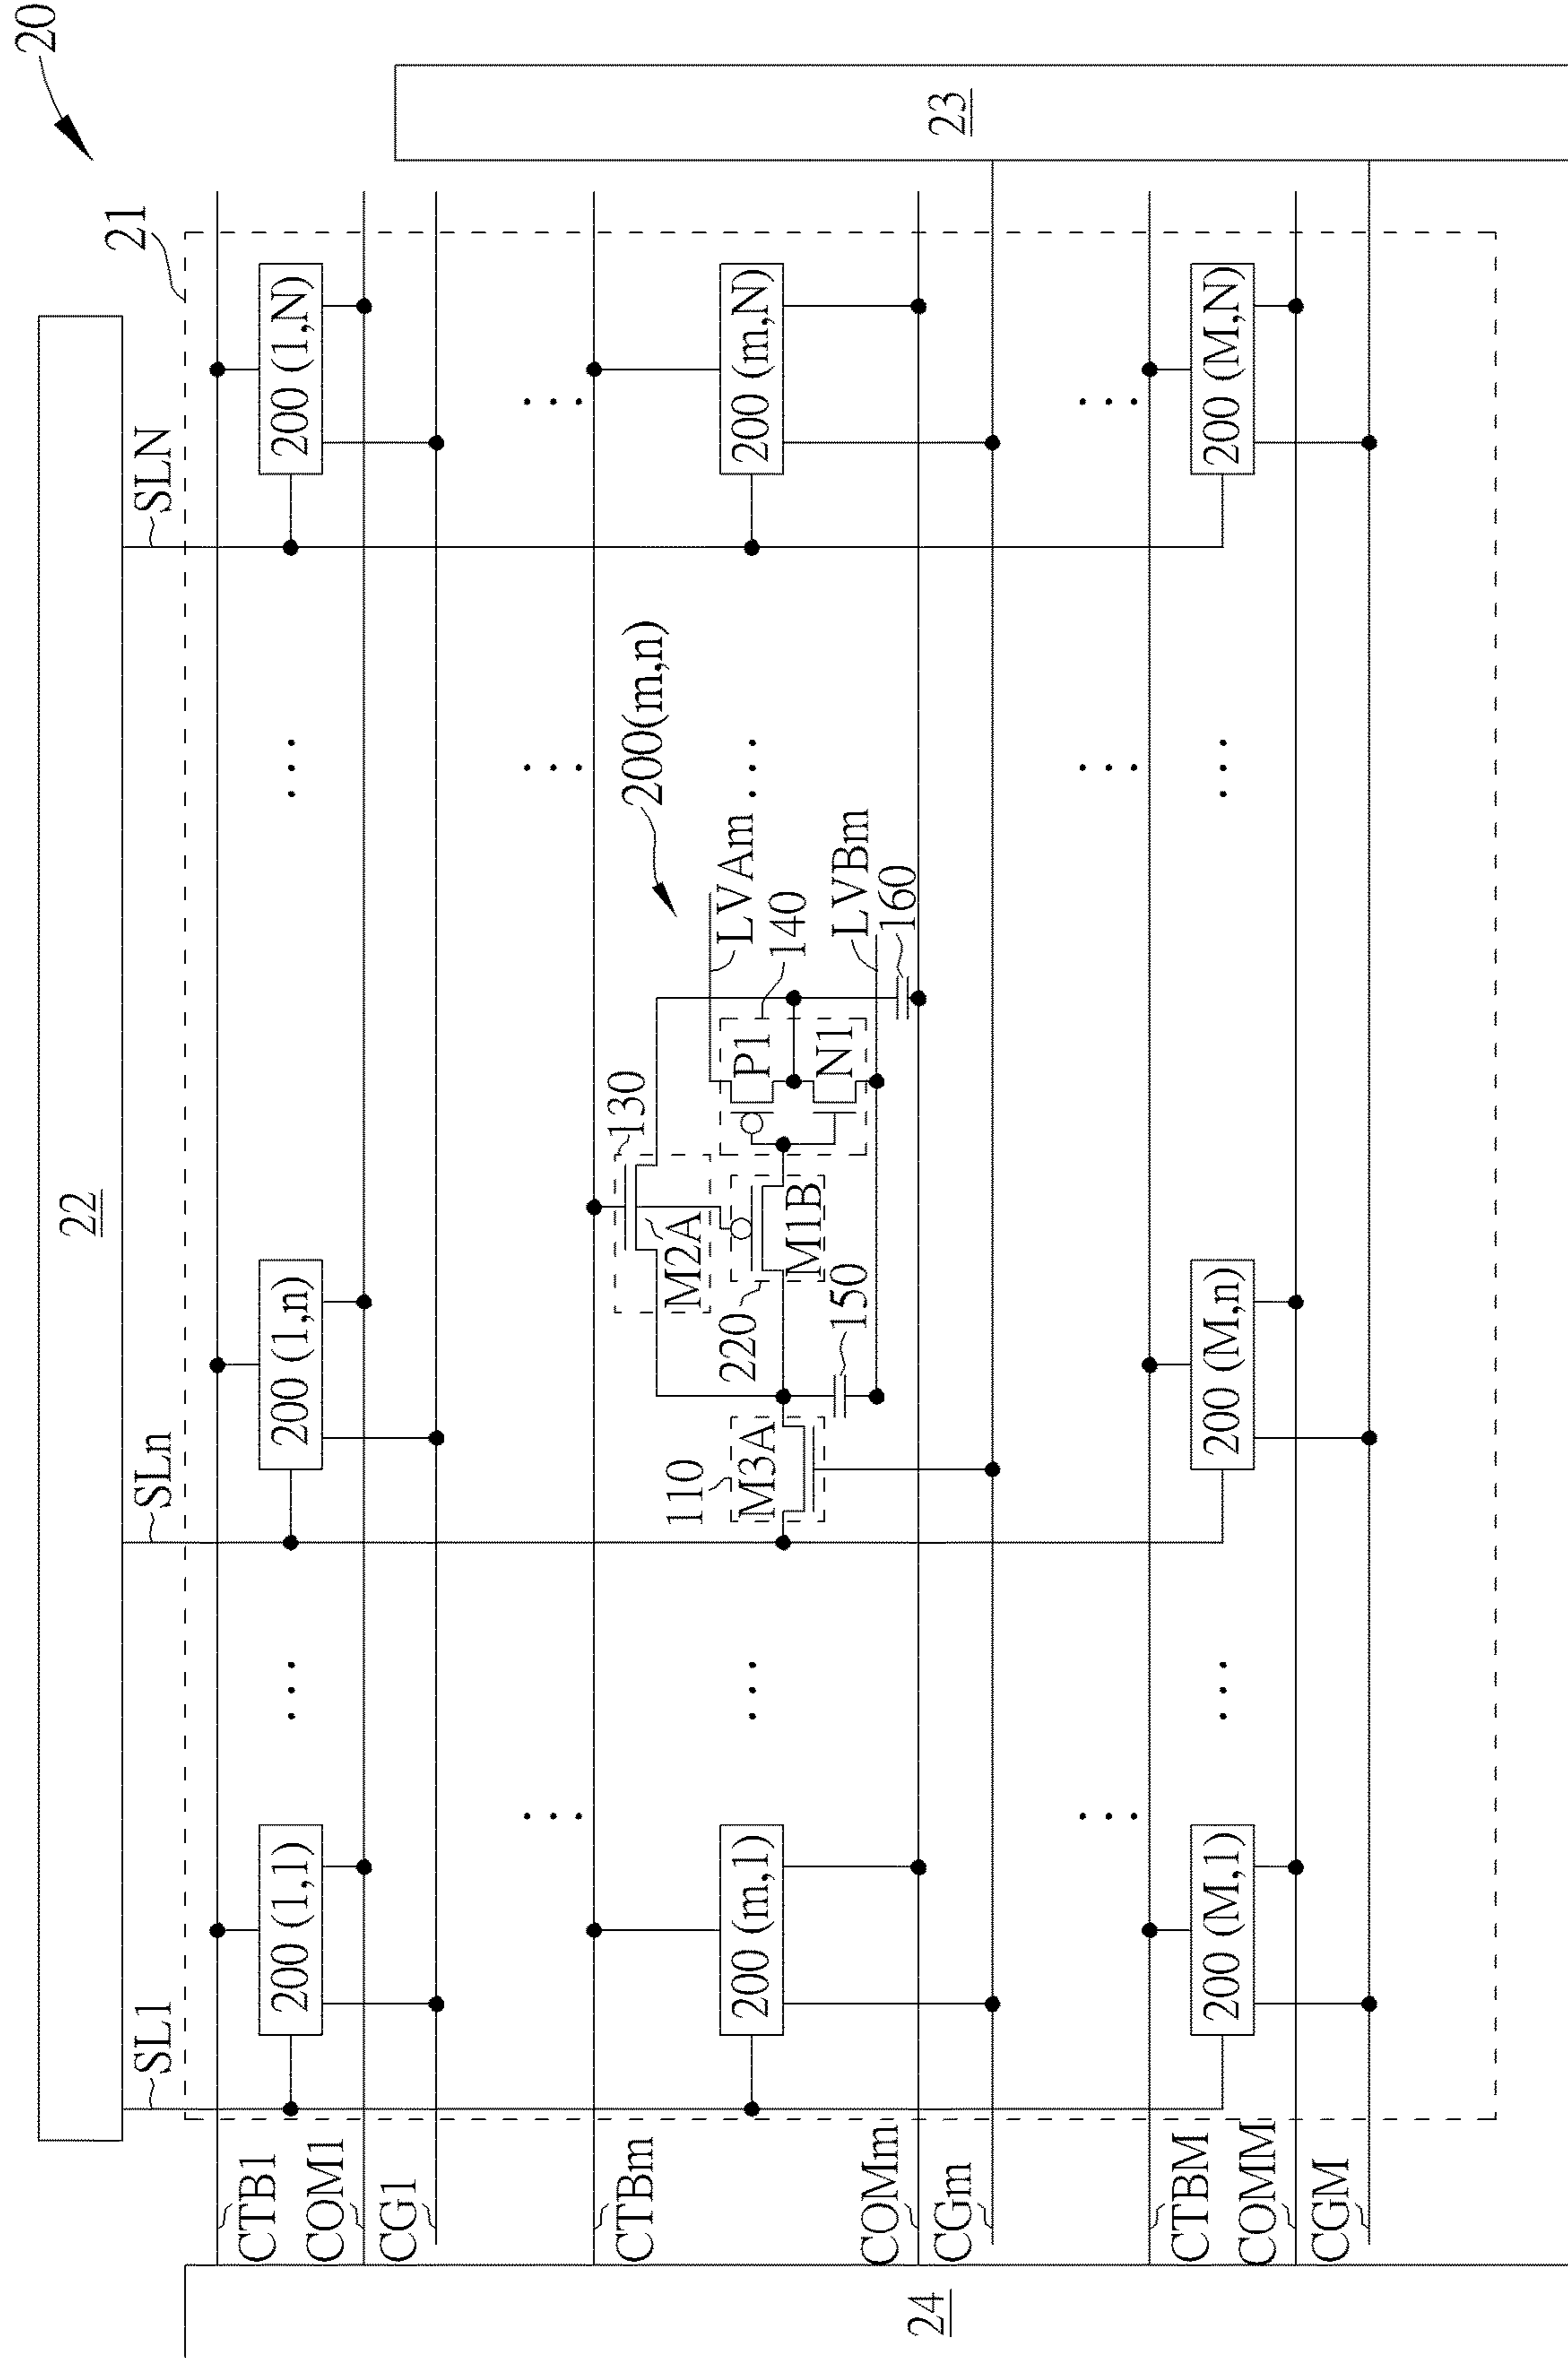 20
22
21
SL1
SLn
SLN
CTB1
200 (1,1)
200 (1,n)
200 (1,N)
COM1
CG1
23
CTBm
130
200(m,n)
M2A
LVAm
110
M3A
220
M1B
P1
140
200 (m,1)
200 (m,N)
150
N1
LVBm
160
COMm
CGm
24
CTBM
200 (M,1)
200 (M,n)
200 (M,N)
COMM
CGM